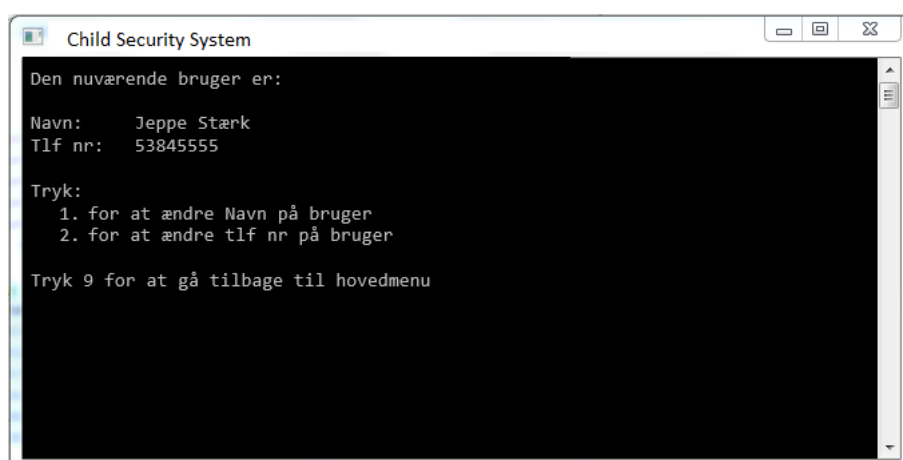 Child Security System
Den nuværende bruger er:
Navn: Jeppe Stærk
Tlf nr: 53845555
Tryk:
1. for at ændre Navn på bruger
2. for at ændre tlf nr på bruger
Tryk 9 for at gå tilbage til hovedmenu